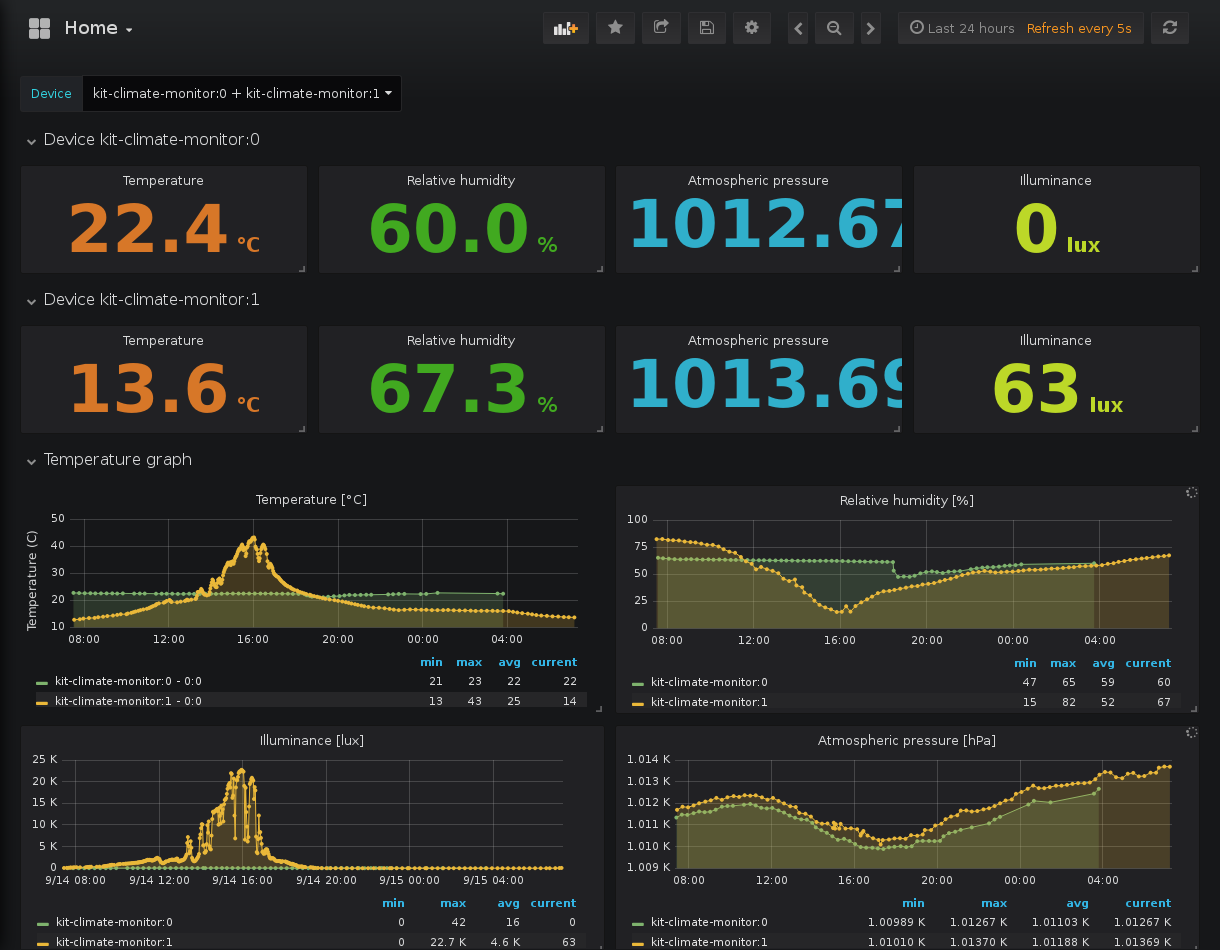 Home
Last 24 hours Refresh every 5s
Device kit-climate-monitor:0 + kit-climate-monitor:1
Device kit-climate-monitor:0
Temperature Relative humidity Atmospheric pressure Illuminance
22.4 °C 60.0 % 1012.67 0 lux
Device kit-climate-monitor:1
Temperature Relative humidity Atmospheric pressure Illuminance
13.6 °C 67.3 % 1013.69 63 lux
Temperature graph
Temperature [°C]
Temperature (C)
50
40
30
20
10
08:00 12:00 16:00 20:00 00:00 04:00
min max avg current
kit-climate-monitor:0 - 0:0 21 23 22 22
kit-climate-monitor:1 - 0:0 13 43 25 14
Relative humidity [%]
100
75
50
25
0
08:00 12:00 16:00 20:00 00:00 04:00
min max avg current
kit-climate-monitor:0 47 65 59 60
kit-climate-monitor:1 15 82 52 67
Illuminance [lux]
25 K
20 K
15 K
10 K
5 K
0
9/14 08:00 9/14 12:00 9/14 16:00 9/14 20:00 9/15 00:00 9/15 04:00
min max avg current
kit-climate-monitor:0 0 42 16 0
kit-climate-monitor:1 0 22.7 K 4.6 K 63
Atmospheric pressure [hPa]
1.014 K
1.013 K
1.012 K
1.011 K
1.010 K
1.009 K
08:00 12:00 16:00 20:00 00:00 04:00
min max avg current
kit-climate-monitor:0 1.00989 K 1.01267 K 1.01103 K 1.01267 K
kit-climate-monitor:1 1.01010 K 1.01370 K 1.01188 K 1.01369 K